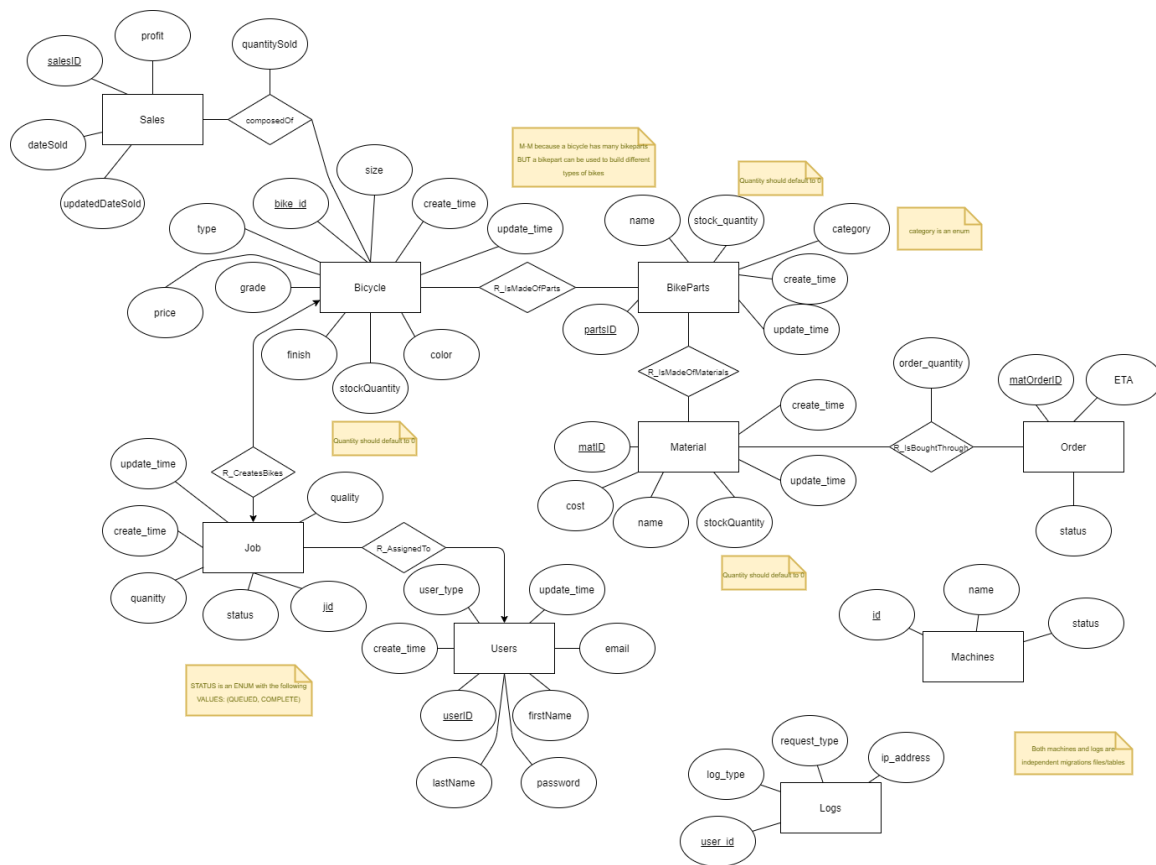 profit
quantitySold
salesID
Sales
composedOf
dateSold
updatedDateSold
M-M because a bicycle has many bikeparts
BUT a bikepart can be used to build different
types of bikes
size
Quantity should default to 0
bike_id
create_time
name
stock_quantity
category
category is an enum
type
update_time
grade
Bicycle
R_IsMadeOfParts
BikeParts
create_time
price
partsID
update_time
finish
color
stockQuantity
R_IsMadeOfMaterials
order_quantity
matOrderID
ETA
create_time
Quantity should default to 0
matID
Material
R_IsBoughtThrough
Order
update_time
R_CreatesBikes
update_time
quality
cost
name
stockQuantity
status
create_time
Job
R_AssignedTo
Quantity should default to 0
quanitty
status
jid
user_type
update_time
name
id
status
create_time
Users
email
Machines
STATUS is an ENUM with the following
VALUES: (QUEUED, COMPLETE)
userID
firstName
request_type
ip_address
Both machines and logs are
independent migrations files/tables
lastName
password
log_type
Logs
user_id